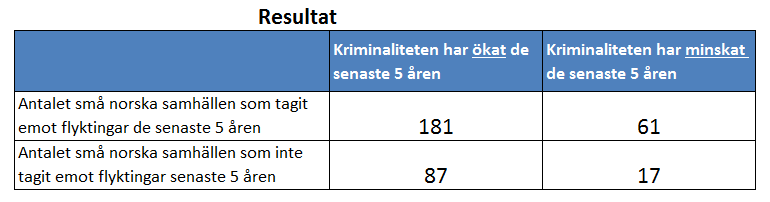 Resultat
Kriminaliteten har ökat de
senaste 5 åren
Kriminaliteten har minskat
de senaste 5 åren
Antalet små norska samhällen som tagit
emot flyktingar de senaste 5 åren
181
61
Antalet små norska samhällen som inte
tagit emot flyktingar senaste 5 åren
87
17